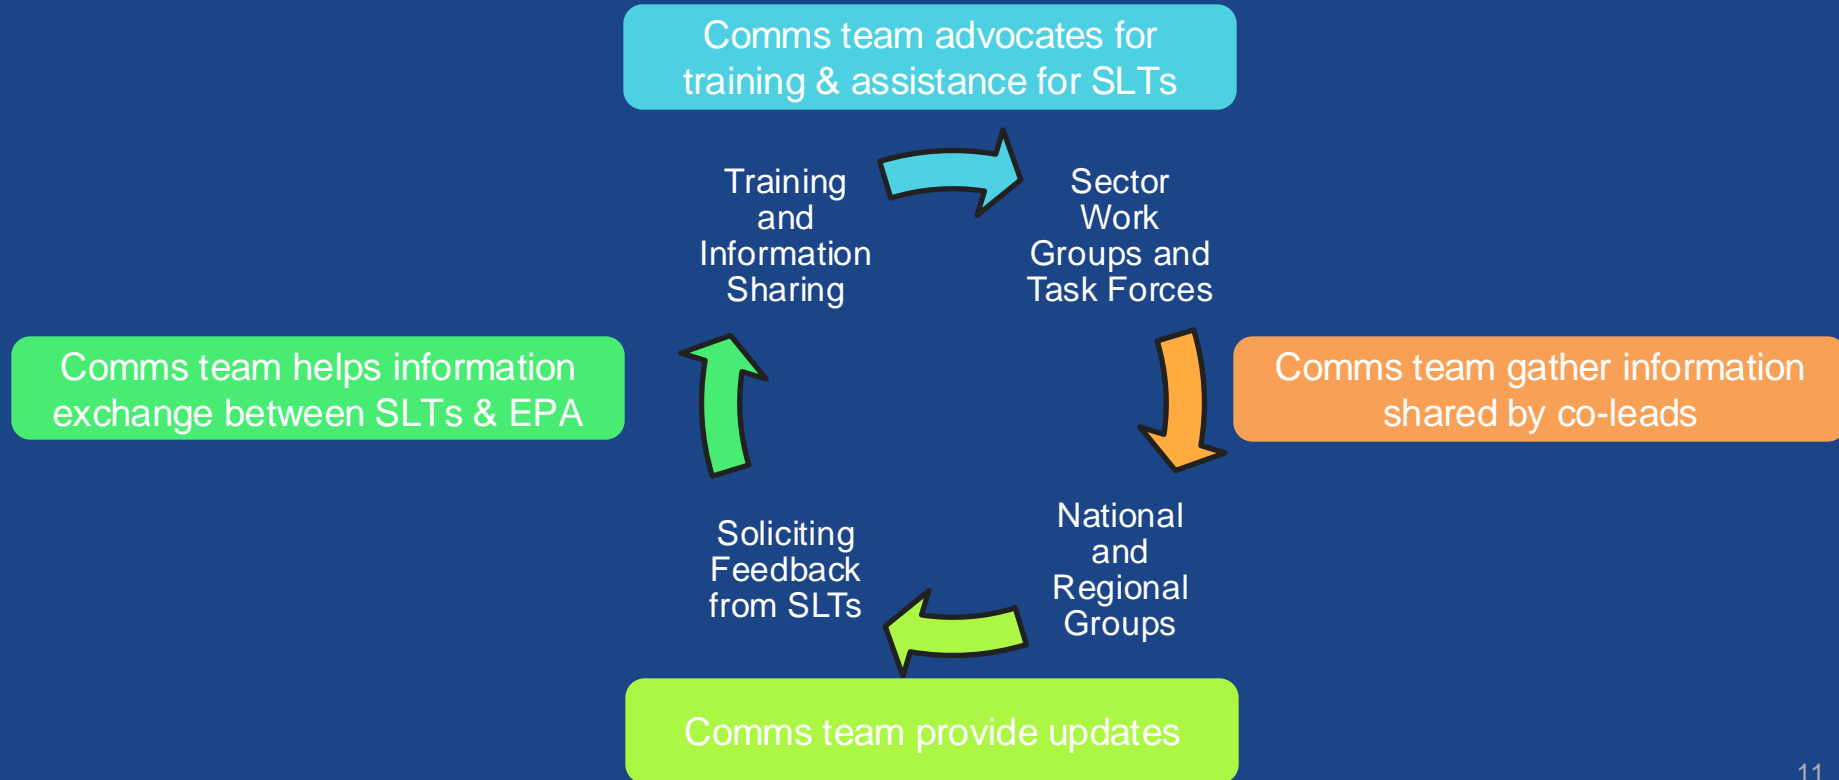 Comms team advocates for
training & assistance for SLTs
Training
and
Information
Sharing
Sector
Work
Groups and
Task Forces
Comms team helps information
exchange between SLTs & EPA
Comms team gather information
shared by co-leads
Soliciting
Feedback
from SLTs
National
and
Regional
Groups
Comms team provide updates
11